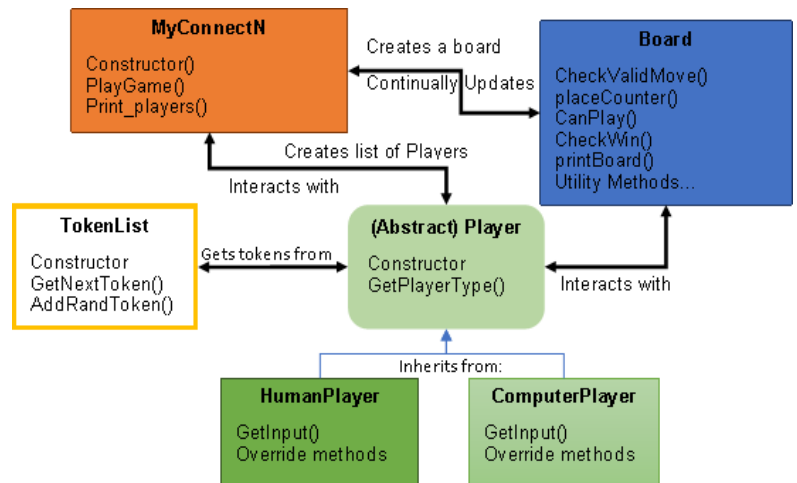 MyConnectN
Constructor()
PlayGame()
Print_players()
Creates a board
Continually Updates
Board
CheckValidMove()
placeCounter()
CanPlay()
CheckWin()
printBoard()
Utility Methods...
Creates list of Players
Interacts with
TokenList
Constructor
GetNextToken()
AddRandToken()
Gets tokens from
(Abstract) Player
Constructor
GetPlayerType()
Interacts with
Inherits from:
HumanPlayer
GetInput()
Override methods
ComputerPlayer
GetInput()
Override methods